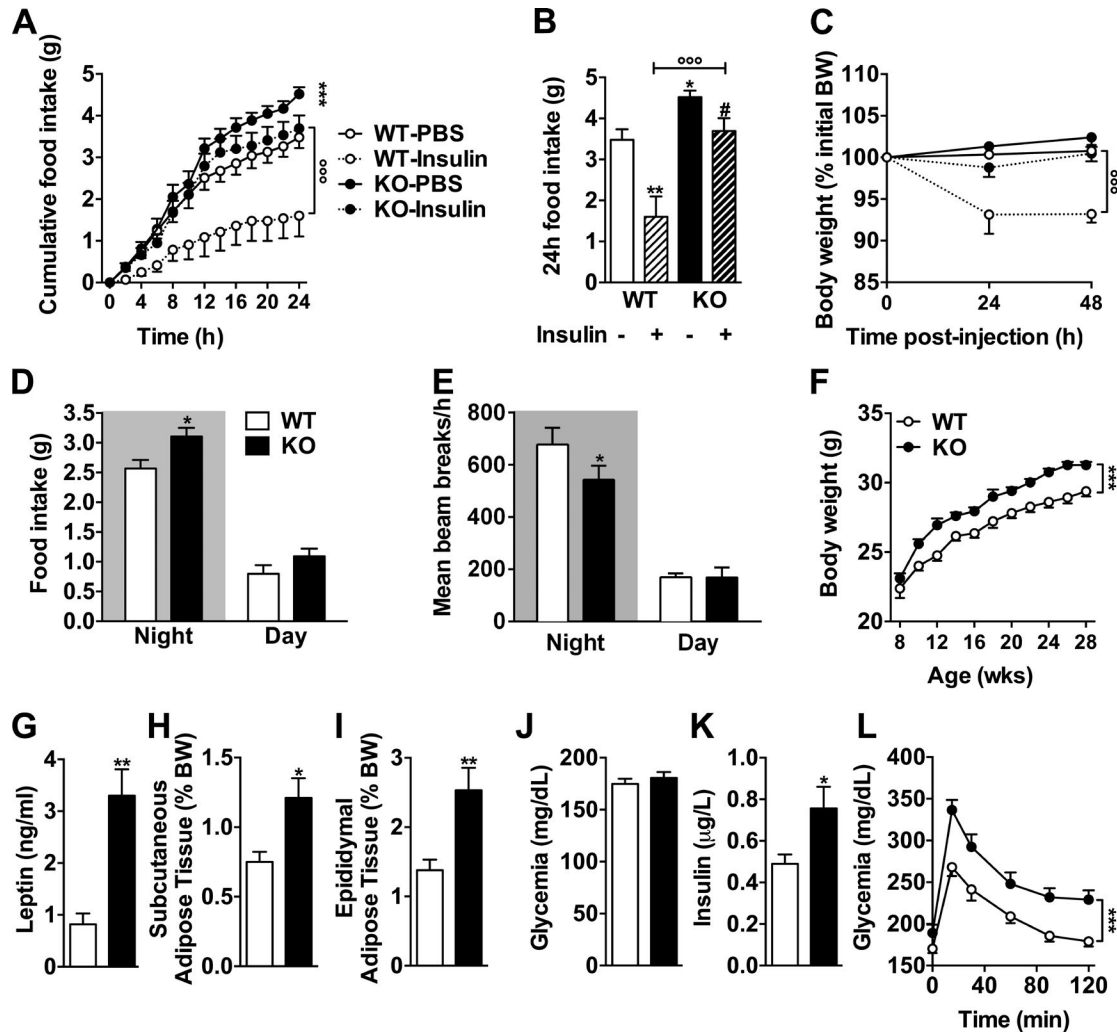 A
Cumulative food intake (g)
5
4
3
2
1
0
0 4 8 12 16 20 24
Time (h)
***
°°°
WT-PBS
WT-Insulin
KO-PBS
KO-Insulin
B
24h food intake (g)
5
4
3
2
1
0
°°°
**
*
#
WT KO
Insulin - + - +
C
Body weight (% initial BW)
110
105
100
95
90
85
0 24 48
Time post-injection (h)
°°°
D
Food intake (g)
3.5
3.0
2.5
2.0
1.5
1.0
0.5
0.0
*
WT
KO
Night Day
E
Mean beam breaks/h
800
600
400
200
0
*
Night Day
F
Body weight (g)
30
25
20
WT
KO
***
8 12 16 20 24 28
Age (wks)
G
Leptin (ng/ml)
4
3
2
1
0
**
H
Subcutaneous
Adipose Tissue (% BW)
1.5
1.0
0.5
0.0
*
I
Epididymal
Adipose Tissue (% BW)
3
2
1
0
**
J
Glycemia (mg/dL)
200
150
100
50
0
K
Insulin (µg/L)
1.0
0.8
0.6
0.4
0.2
0.0
*
L
Glycemia (mg/dL)
400
350
300
250
200
150
***
0 40 80 120
Time (min)